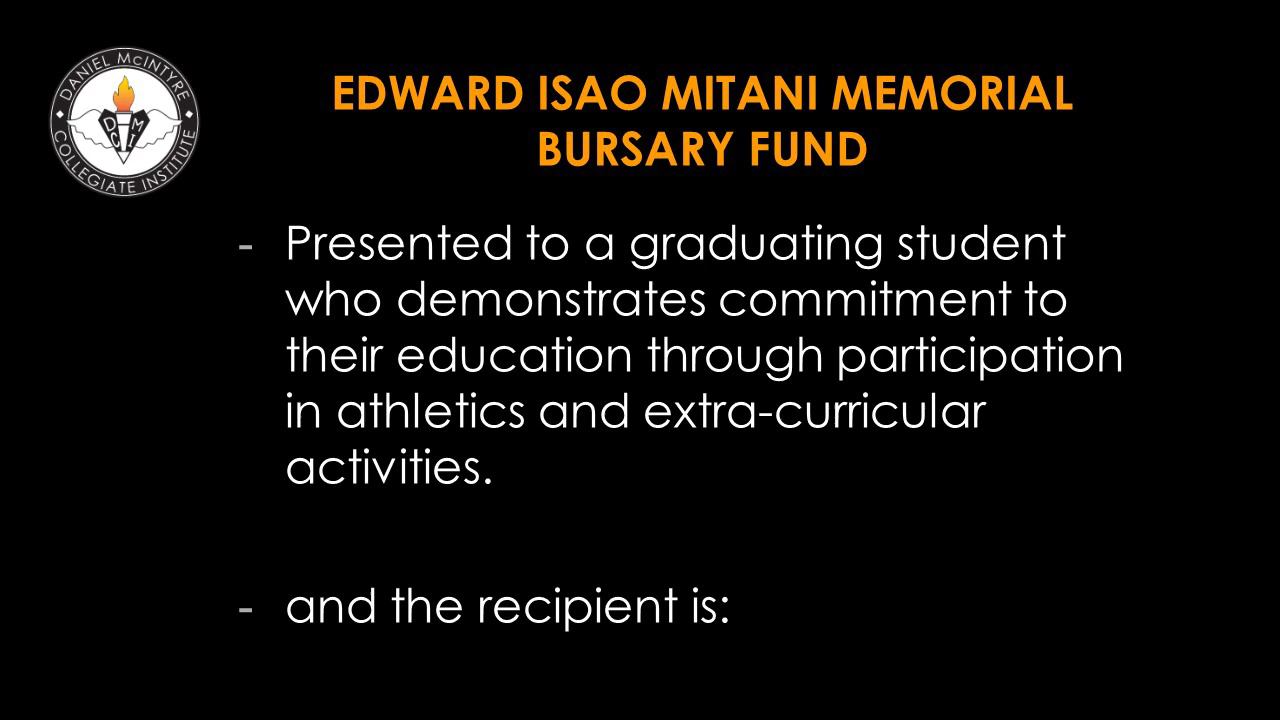 DANIEL McINTYRE
COLLEGIATE INSTITUTE
D M
C I
EDWARD ISAO MITANI MEMORIAL
BURSARY FUND
- Presented to a graduating student
who demonstrates commitment to
their education through participation
in athletics and extra-curricular
activities.
- and the recipient is: